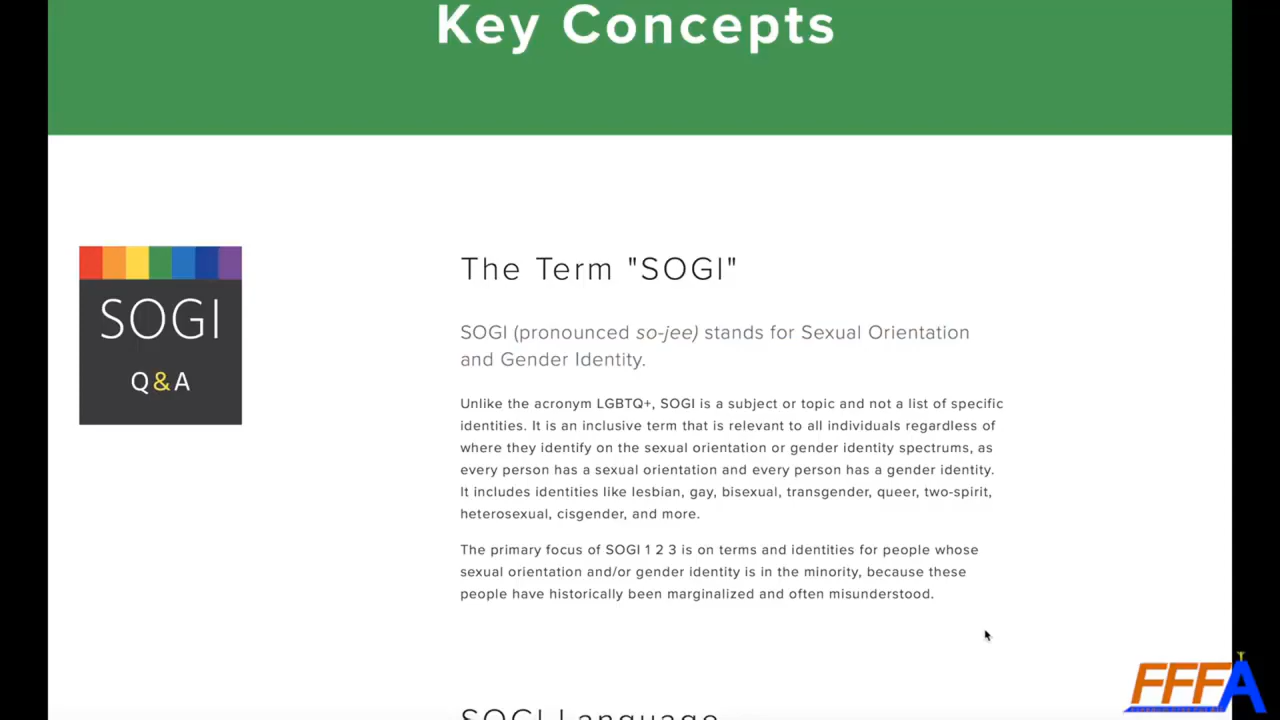 Key Concepts
SOGI
Q&A
The Term "SOGI"
SOGI (pronounced so-jee) stands for Sexual Orientation
and Gender Identity.
Unlike the acronym LGBTQ+, SOGI is a subject or topic and not a list of specific
identities. It is an inclusive term that is relevant to all individuals regardless of
where they identify on the sexual orientation or gender identity spectrums, as
every person has a sexual orientation and every person has a gender identity.
It includes identities like lesbian, gay, bisexual, transgender, queer, two-spirit,
heterosexual, cisgender, and more.
The primary focus of SOGI 1 2 3 is on terms and identities for people whose
sexual orientation and/or gender identity is in the minority, because these
people have historically been marginalized and often misunderstood.
SOGI Language
FFFA